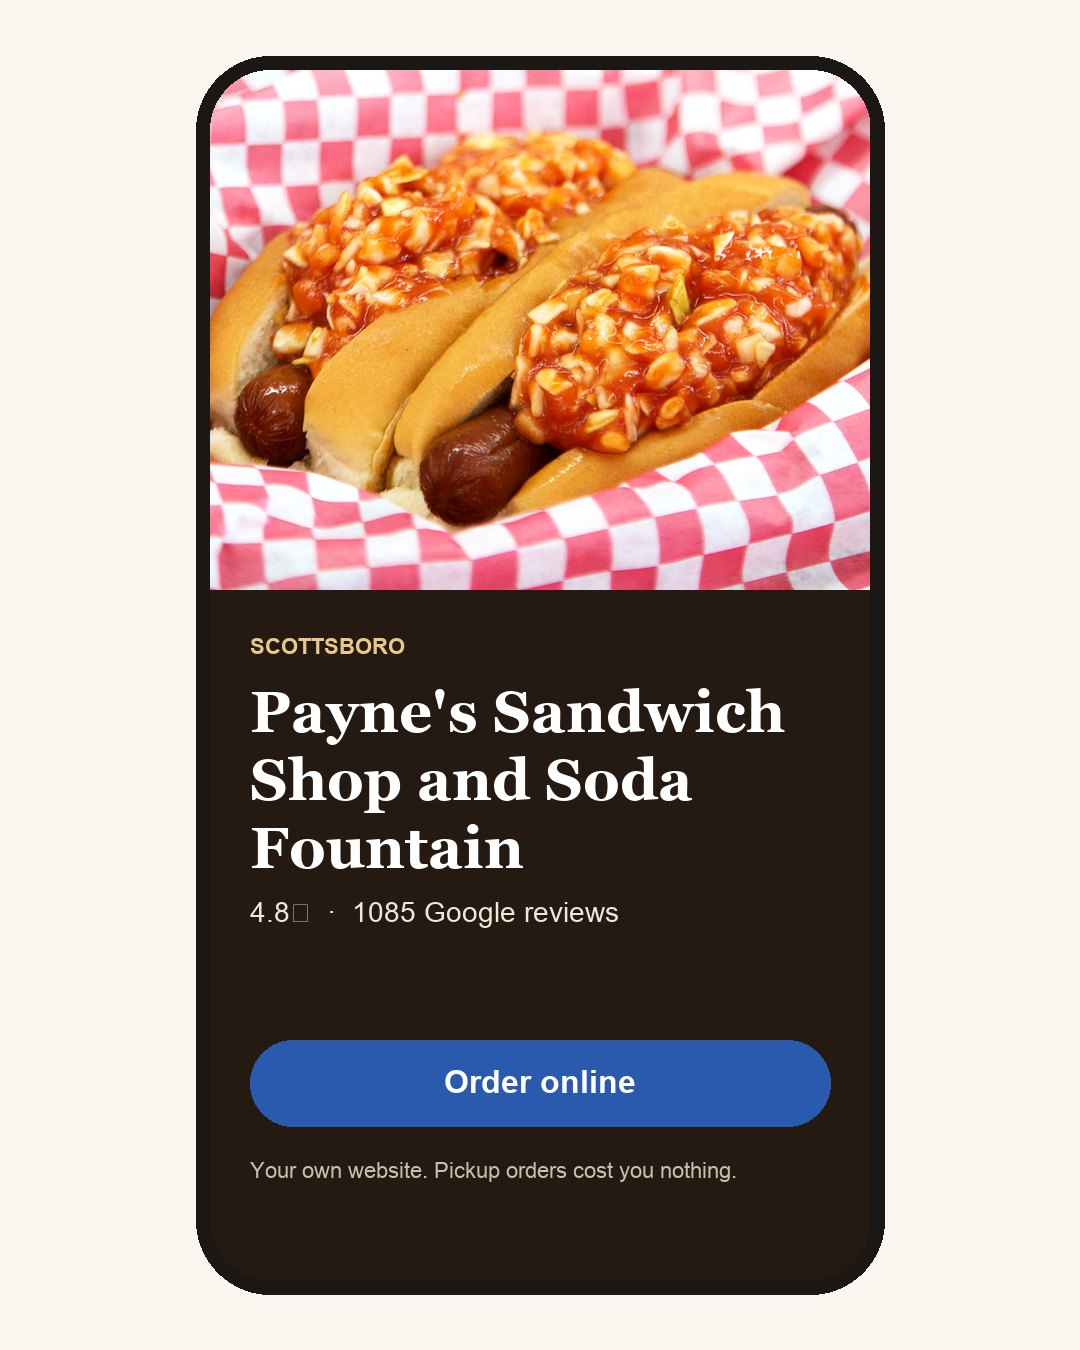 SCOTTSBORO
Payne's Sandwich
Shop and Soda
Fountain
4.8□ · 1085 Google reviews
Order online
Your own website. Pickup orders cost you nothing.